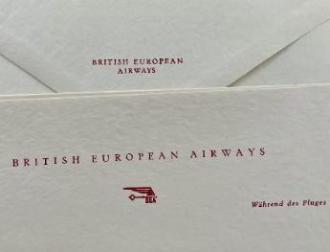 BRITISH EUROPEAN
AIRWAYS
BRITISH EUROPEAN AIRWAYS
BEA
Während des Fluges